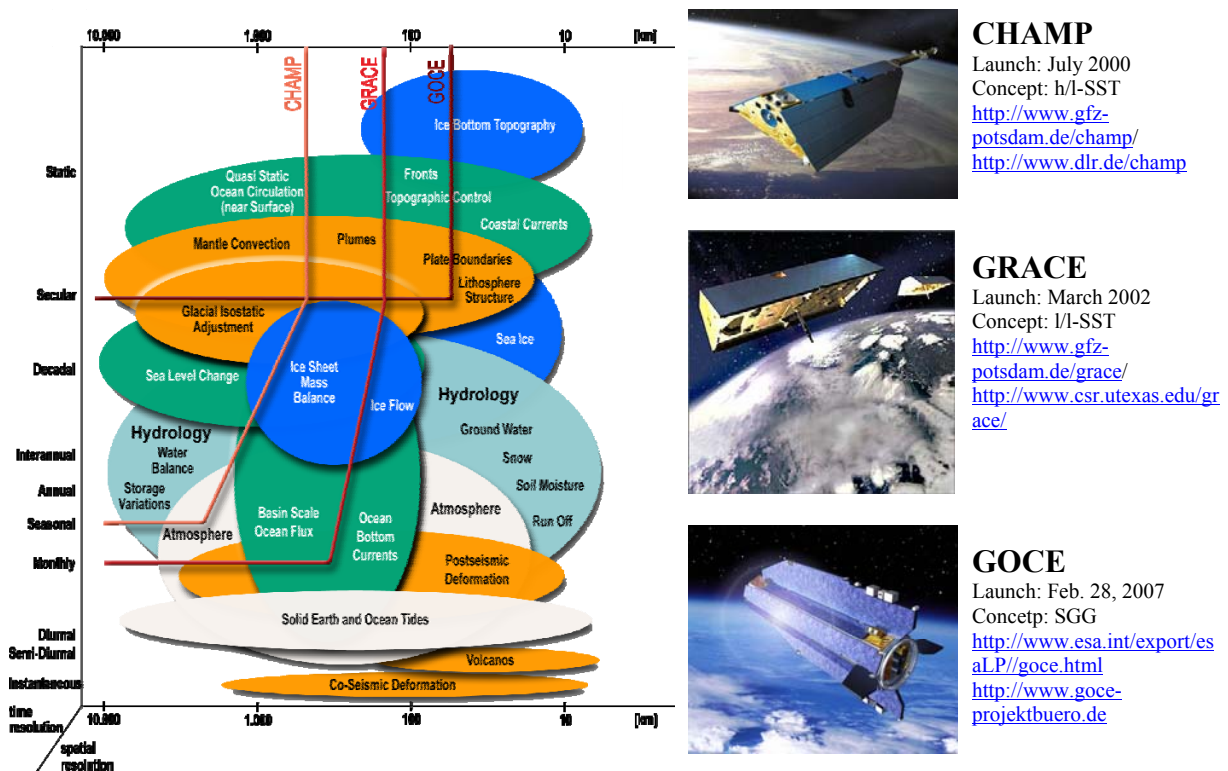 10.000 1.000 100 10 [km]
CHAMP
GRACE
GOCE
Ice Bottom Topography
Static
Quasi Static
Ocean Circulation
(near Surface)
Fronts
Topographic Control
Coastal Currents
Mantle Convection
Plumes
Plate Boundaries
Lithosphere
Structure
Secular
Glacial Isostatic
Adjustment
Sea Ice
Decadal
Sea Level Change
Ice Sheet
Mass
Balance
Ice Flow
Hydrology
Ground Water
Snow
Soil Moisture
Run Off
Hydrology
Water
Balance
Storage
Variations
Interannual
Annual
Seasonal
Atmosphere
Basin Scale
Ocean Flux
Ocean
Bottom
Currents
Atmosphere
Monthly
Postseismic
Deformation
Solid Earth and Ocean Tides
Diurnal
Semi-Diurnal
Volcanos
Instantaneous
Co-Seismic Deformation
time
resolution
10.000 1.000 100 10 [km]
spatial
resolution
CHAMP
Launch: July 2000
Concept: h/l-SST
http://www.gfz-
potsdam.de/champ/
http://www.dlr.de/champ
GRACE
Launch: March 2002
Concept: l/l-SST
http://www.gfz-
potsdam.de/grace/
http://www.csr.utexas.edu/gr
ace/
GOCE
Launch: Feb. 28, 2007
Concetp: SGG
http://www.esa.int/export/es
aLP//goce.html
http://www.goce-
projektbuero.de